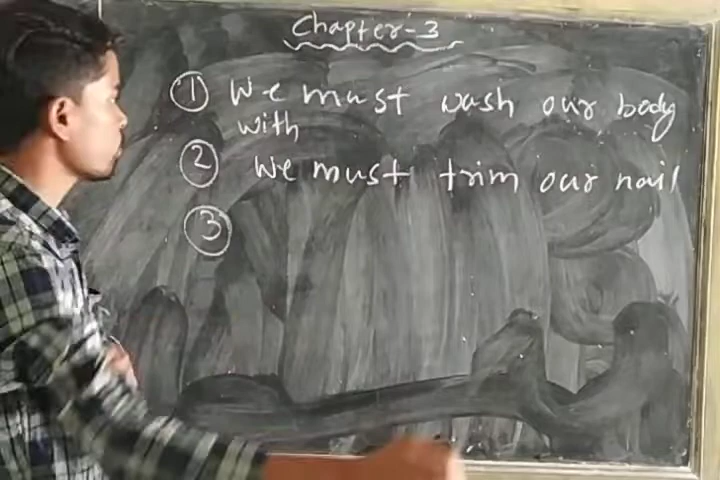 Chapter-3
① We must wash our body
with
② We must trim our nail
③